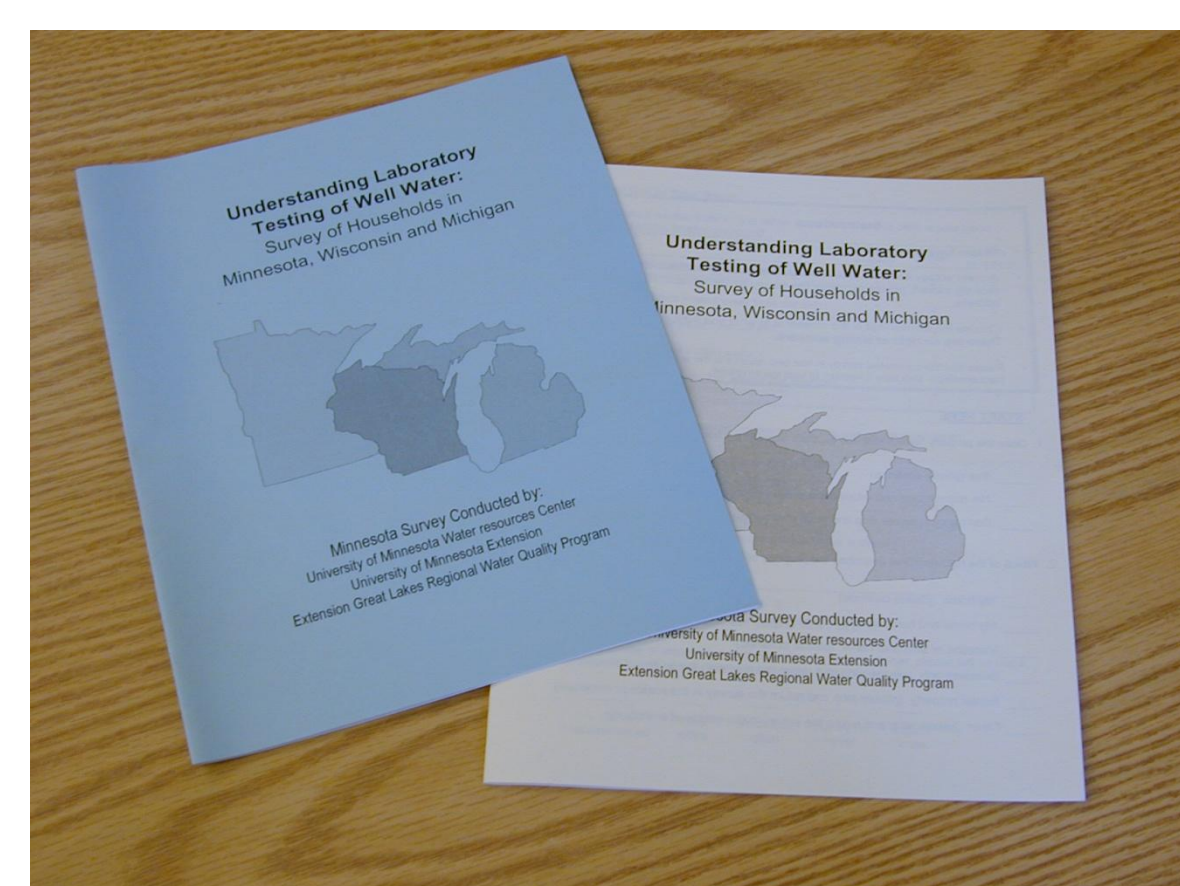 Understanding Laboratory
Testing of Well Water:
Survey of Households in
Minnesota, Wisconsin and Michigan
Minnesota Survey Conducted by:
University of Minnesota Water resources Center
University of Minnesota Extension
Extension Great Lakes Regional Water Quality Program
Understanding Laboratory
Testing of Well Water:
Survey of Households in
Wisconsin and Michigan
Survey Conducted by:
of Minnesota Water resources Center
University of Minnesota Extension
Extension Great Lakes Regional Water Quality Program